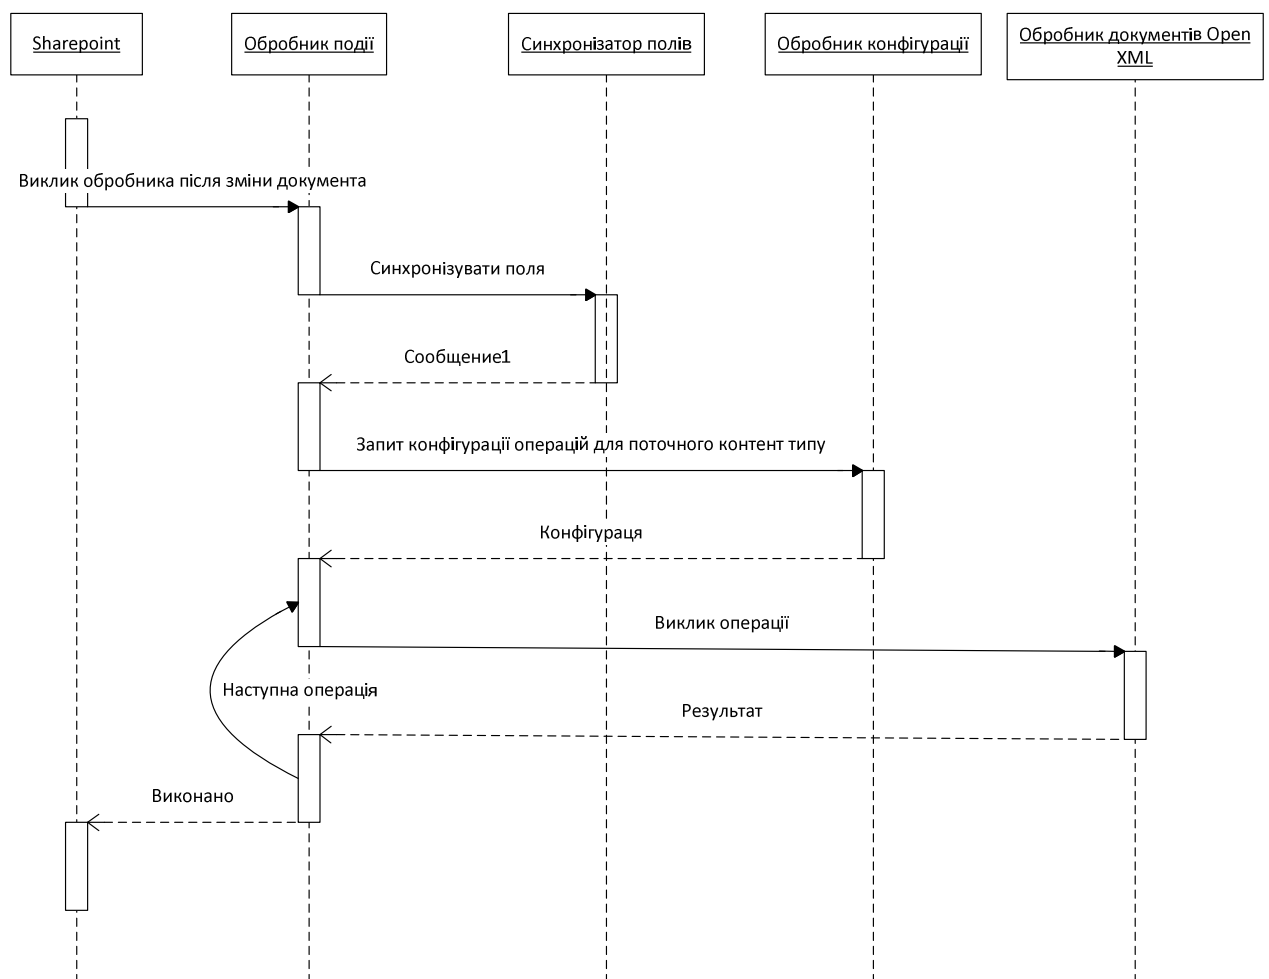 Sharepoint
Обробник події
Синхронізатор полів
Обробник конфігурації
Обробник документів Open
XML
Виклик обробника після зміни документа
Синхронізувати поля
Сообщение1
Запит конфігурації операцій для поточного контент типу
Конфігураця
Виклик операції
Наступна операція
Результат
Виконано